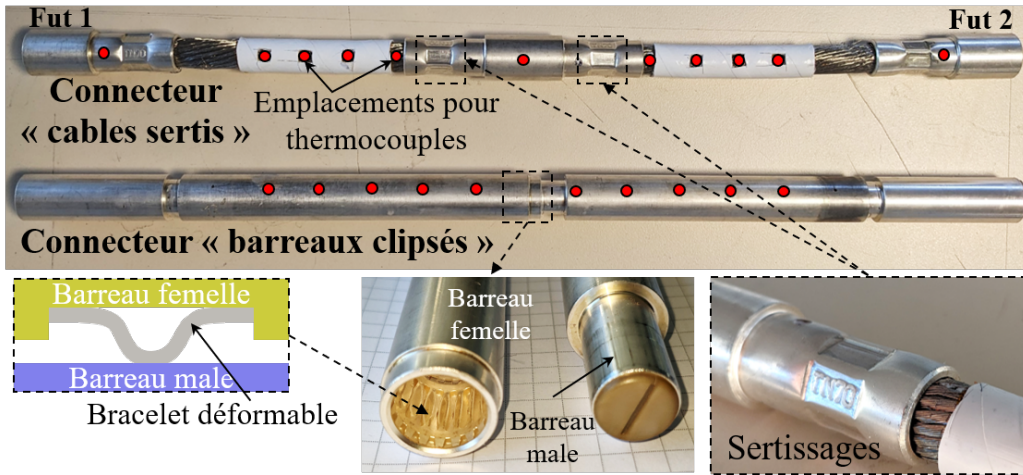 Fut 1
Fut 2
Connecteur
« cables sertis »
Emplacements pour
thermocouples
Connecteur « barreaux clipsés »
Barreau femelle
Barreau male
Bracelet déformable
Barreau
femelle
Barreau
male
Sertissages